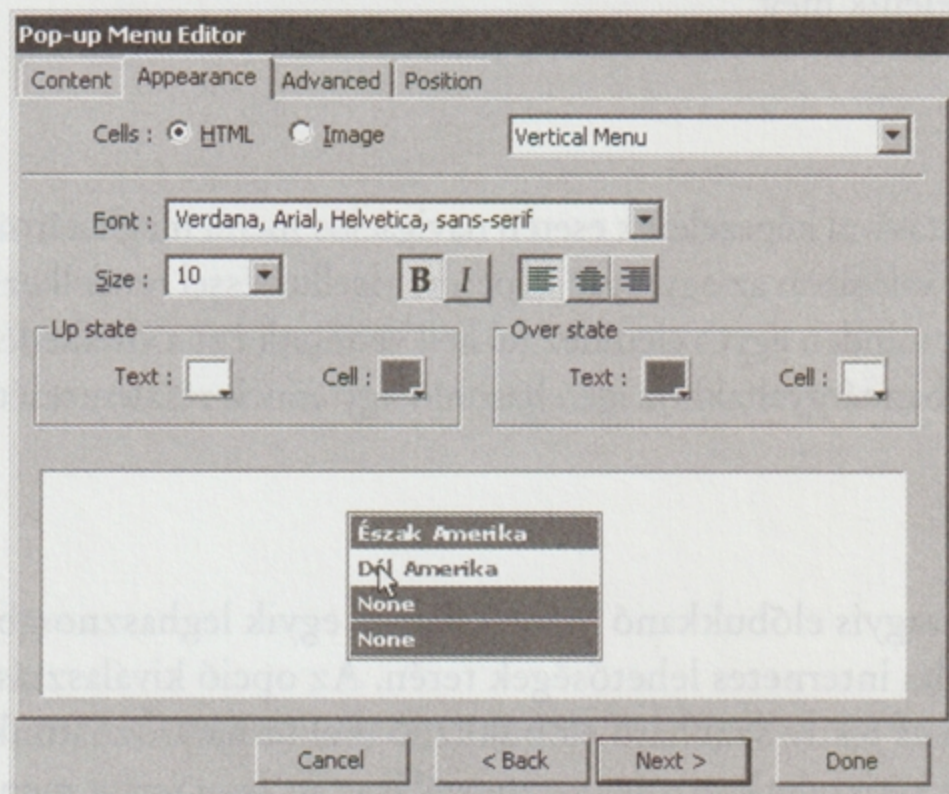 Pop-up Menu Editor
Content Appearance Advanced Position
Cells : HTML Image Vertical Menu
Font : Verdana, Arial, Helvetica, sans-serif
Size : 10 B I
Up state Over state
Text : Cell : Text : Cell :
Észak Amerika
Dél Amerika
None
None
Cancel < Back Next > Done